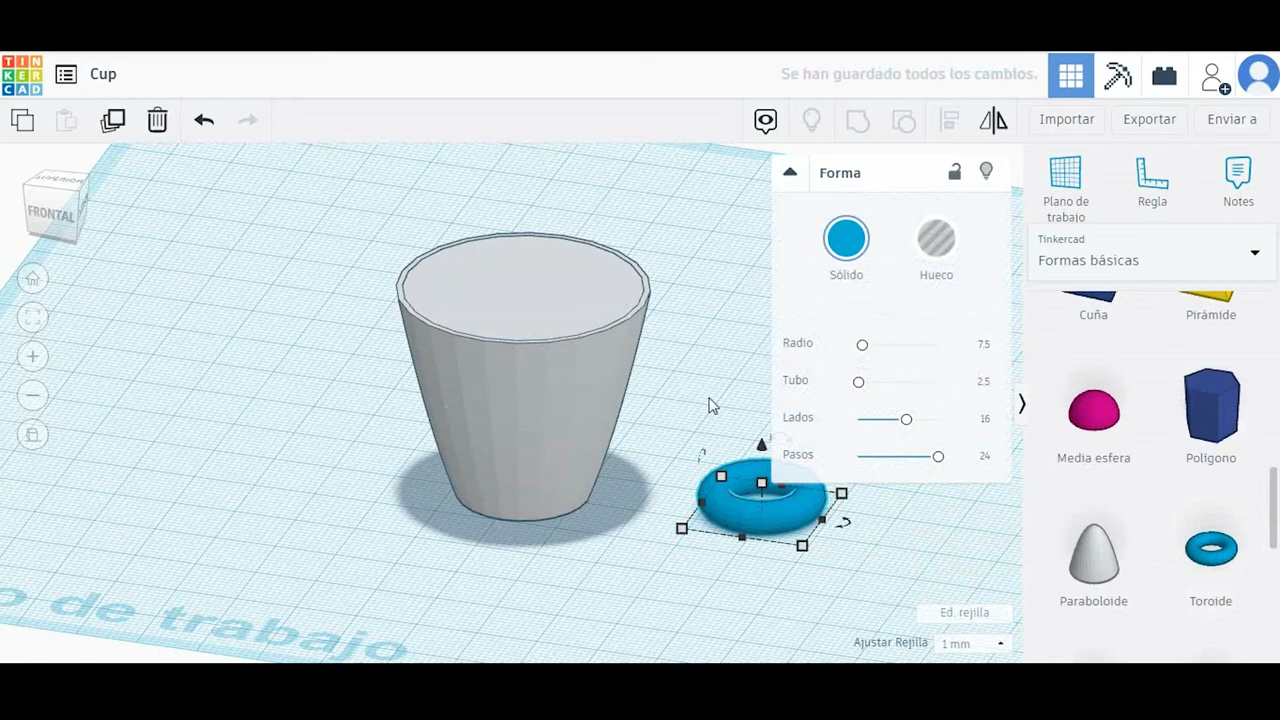 TIN
KER
CAD
Cup
Se han guardado todos los cambios.
Importar
Exportar
Enviar a
SUPERIOR
FRONTAL
Forma
Sólido
Hueco
Radio 7.5
Tubo 2.5
Lados 16
Pasos 24
Plano de
trabajo
Regla
Notes
Tinkercad
Formas básicas
Cuña
Pirámide
Media esfera
Polígono
Paraboloide
Toroide
o de trabajo
Ed. rejilla
Ajustar Rejilla 1 mm